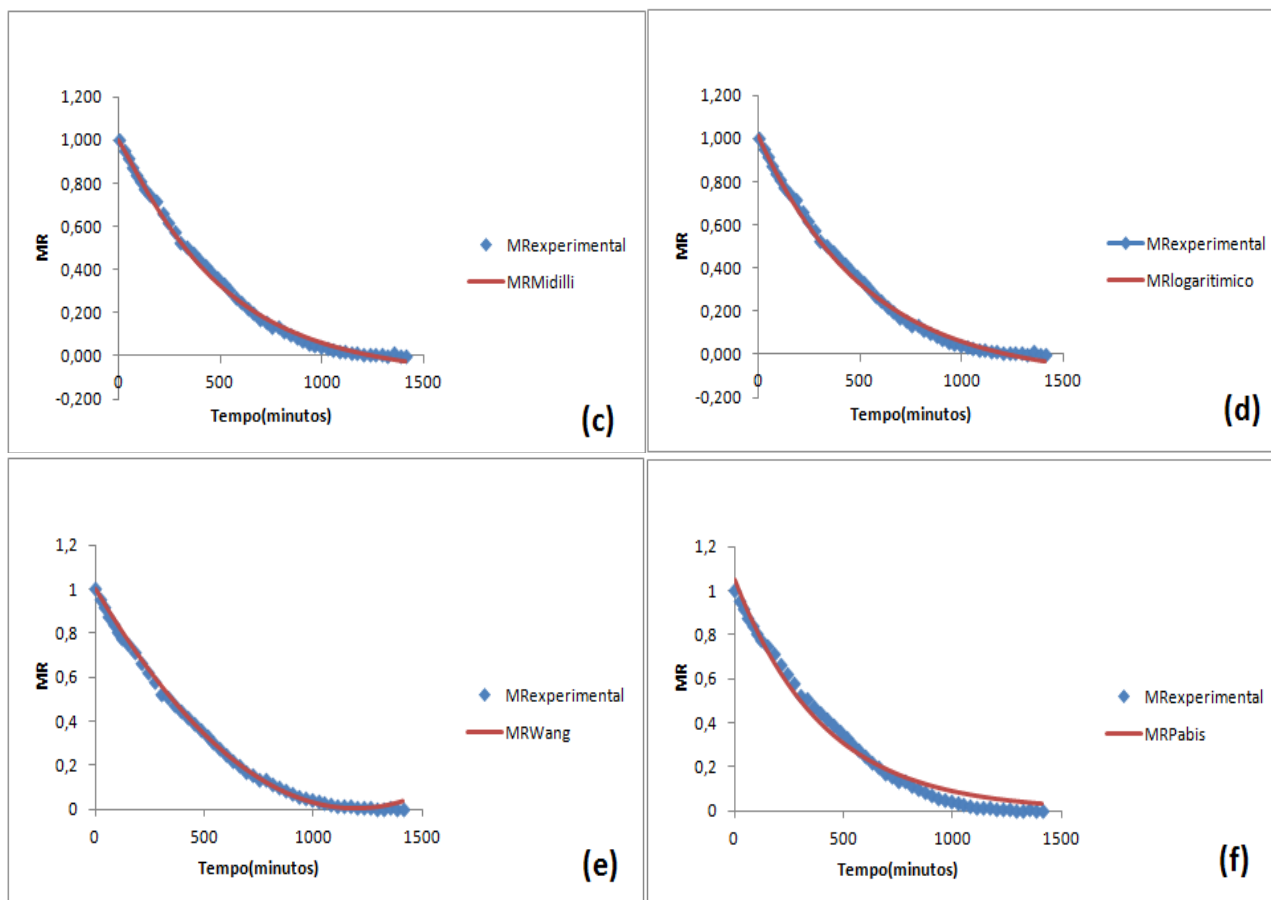 1,200
1,000
0,800
0,600
0,400
0,200
0,000
-0,200
MR
0
500
1000
1500
Tempo(minutos)
MRexperimental
MRMidilli
(c)
1,200
1,000
0,800
0,600
0,400
0,200
0,000
-0,200
MR
0
500
1000
1500
Tempo(minutos)
MRexperimental
MRlogaritimico
(d)
1,2
1
0,8
0,6
0,4
0,2
0
MR
0
500
1000
1500
Tempo(minutos)
MRexperimental
MRWang
(e)
1,2
1
0,8
0,6
0,4
0,2
0
MR
0
500
1000
1500
Tempo(minutos)
MRexperimental
MRPabis
(f)